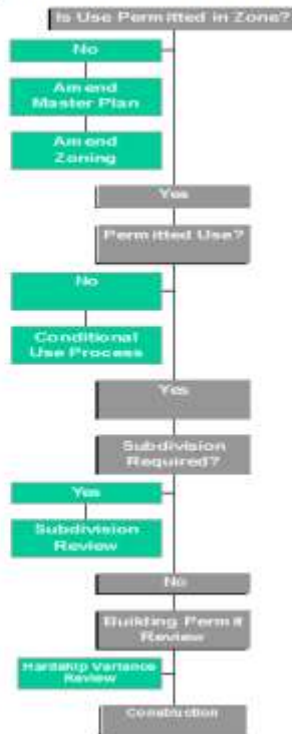 Is Use Permitted in Zone?
No
Amend
Master Plan
Amend
Zoning
Yes
Permitted Use?
No
Conditional
Use Process
Yes
Subdivision
Required?
Yes
Subdivision
Review
No
Building Permit
Review
Hardship Variance
Review
Construction